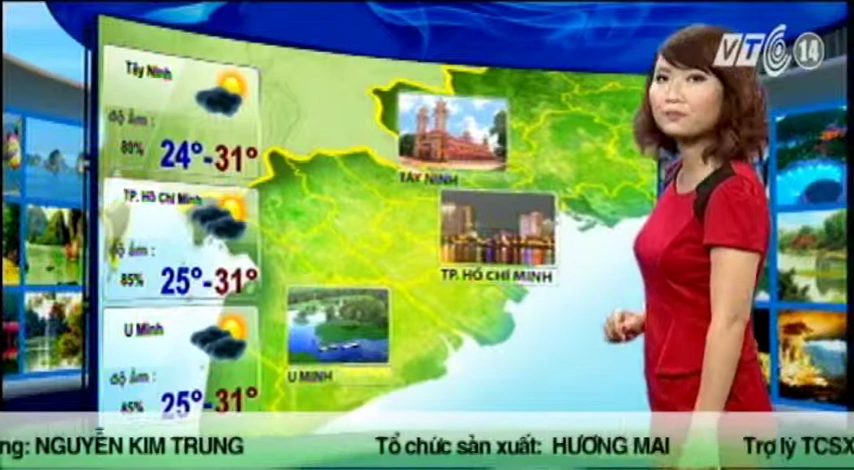 VTC 14
Tây Ninh
độ ẩm :
80% 24°-31°
TP. Hồ Chí Minh
độ ẩm :
85% 25°-31°
U Minh
độ ẩm :
85% 25°-31°
TÂY NINH
TP. HỒ CHÍ MINH
U MINH
ng: NGUYỄN KIM TRUNG Tổ chức sản xuất: HƯƠNG MAI Trợ lý TCSX